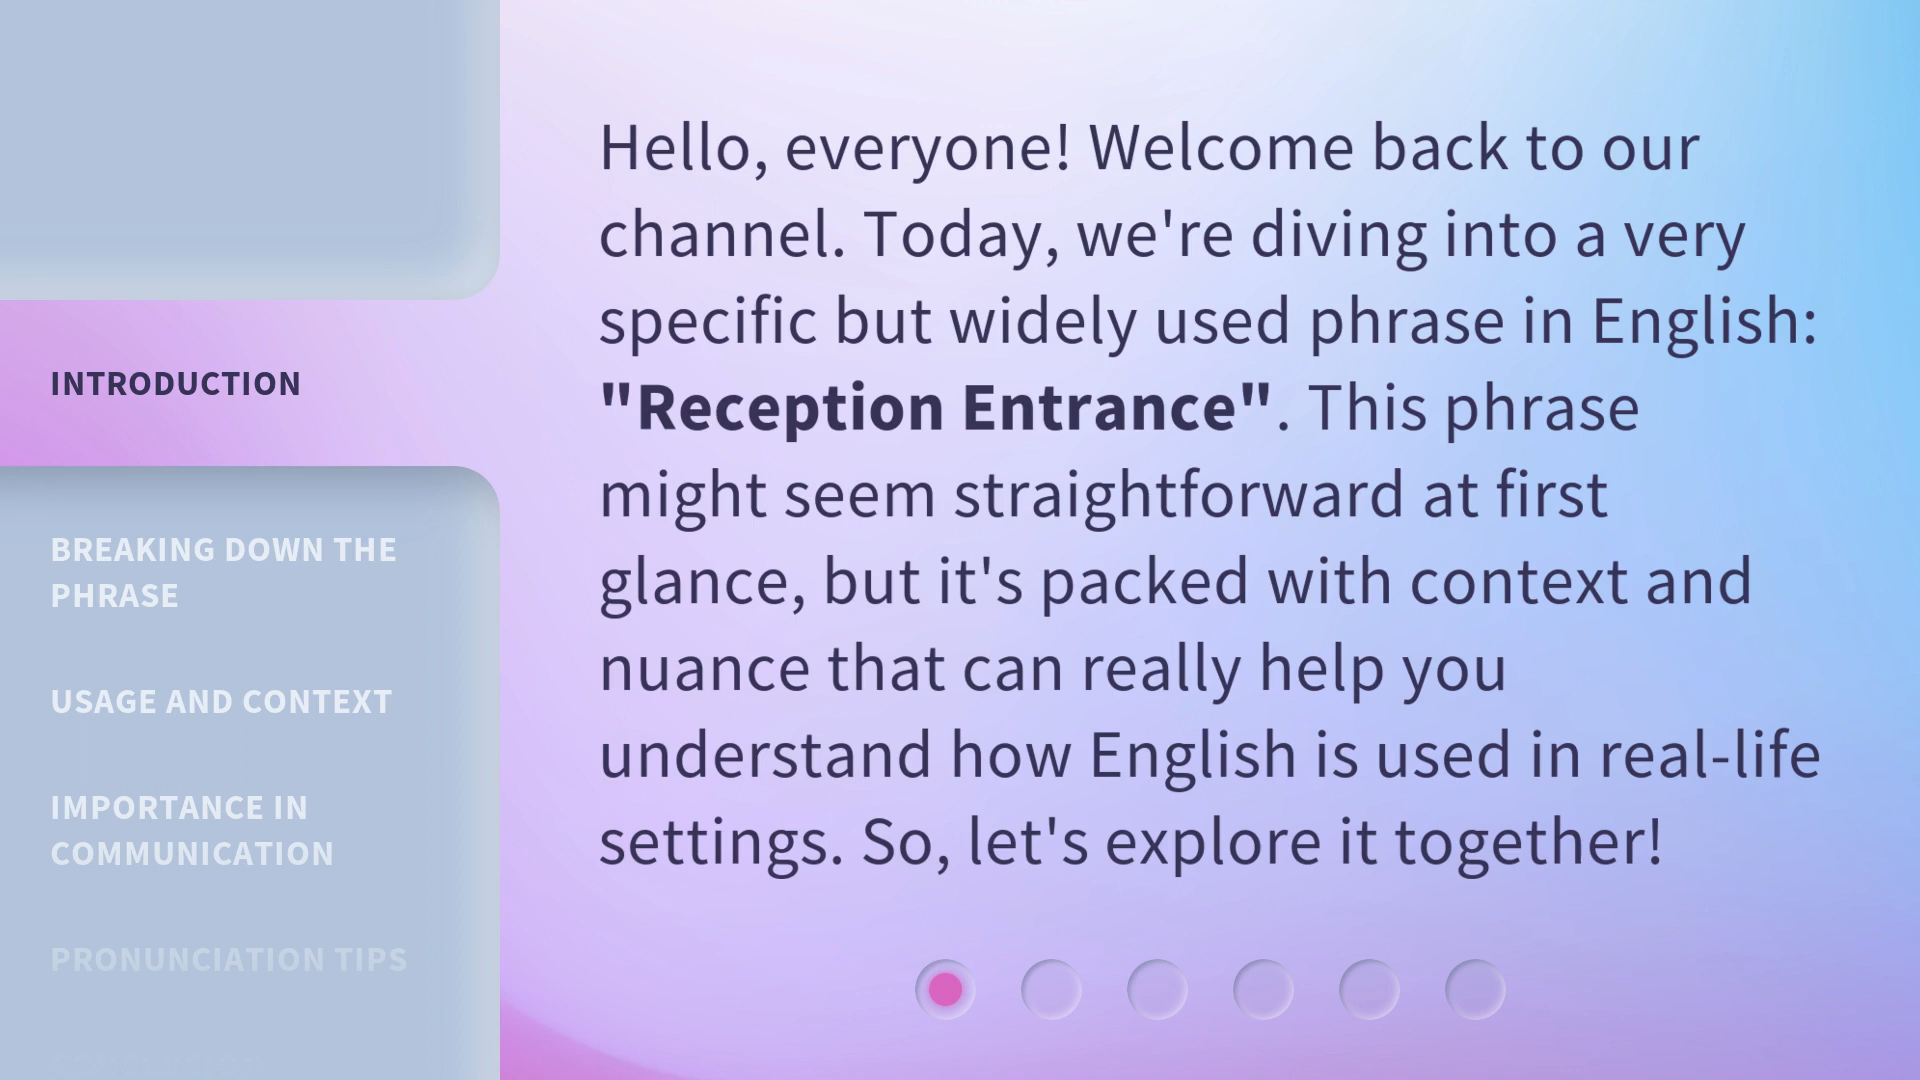 INTRODUCTION
BREAKING DOWN THE
PHRASE
USAGE AND CONTEXT
IMPORTANCE IN
COMMUNICATION
PRONUNCIATION TIPS
Hello, everyone! Welcome back to our
channel. Today, we're diving into a very
specific but widely used phrase in English:
"Reception Entrance". This phrase
might seem straightforward at first
glance, but it's packed with context and
nuance that can really help you
understand how English is used in real-life
settings. So, let's explore it together!